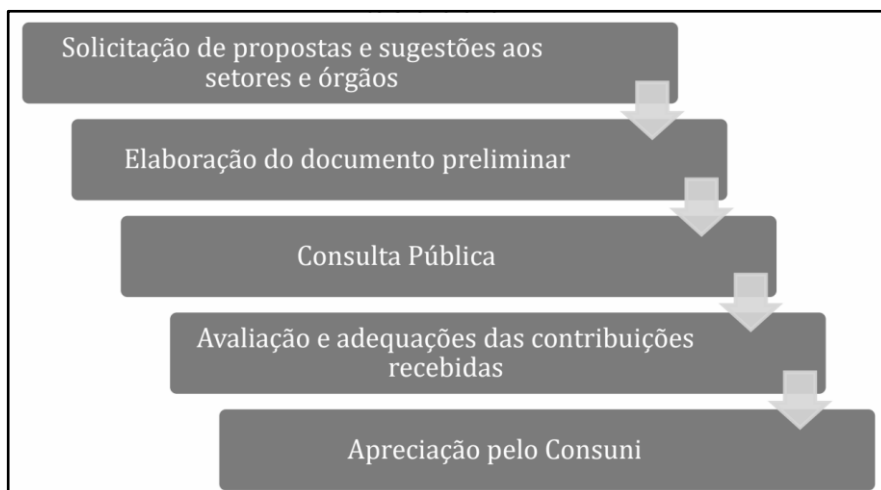 Solicitação de propostas e sugestões aos
setores e órgãos
Elaboração do documento preliminar
Consulta Pública
Avaliação e adequações das contribuições
recebidas
Apreciação pelo Consuni